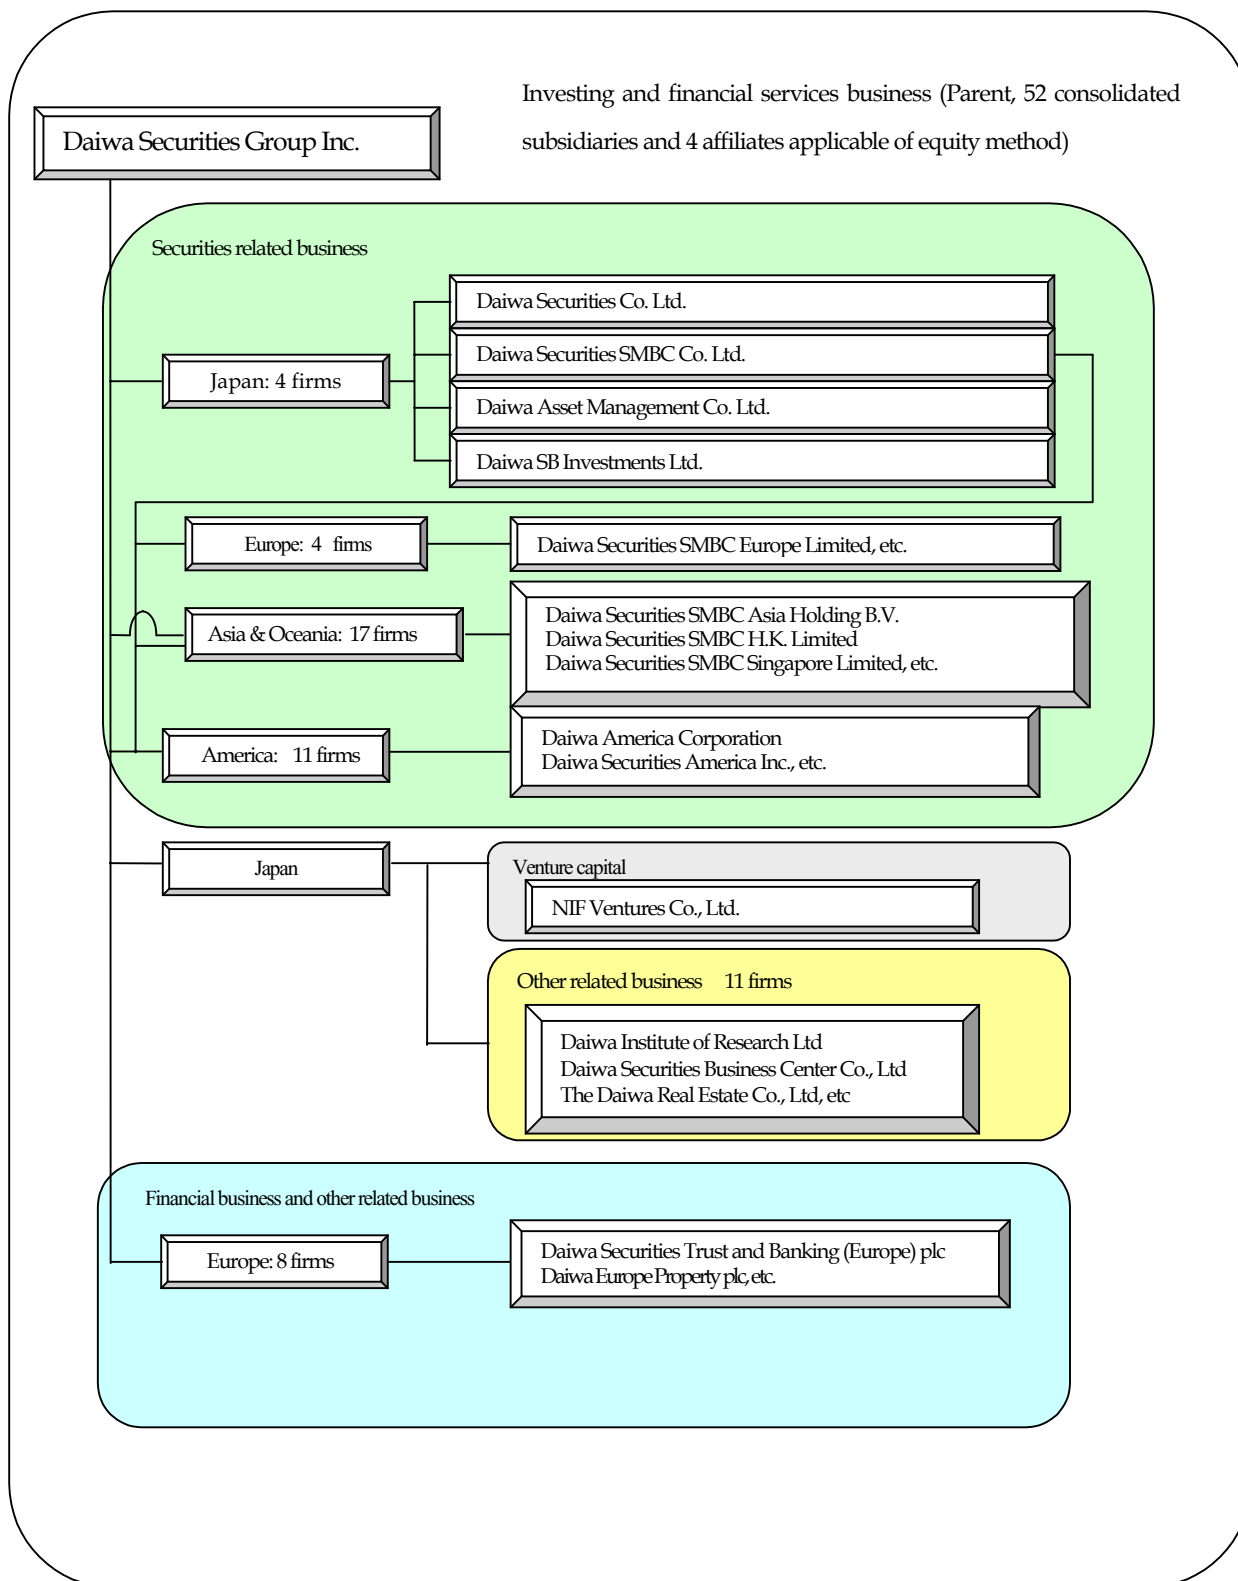 Investing and financial services business (Parent, 52 consolidated
subsidiaries and 4 affiliates applicable of equity method)
Daiwa Securities Group Inc.
Securities related business
Daiwa Securities Co. Ltd.
Daiwa Securities SMBC Co. Ltd.
Japan: 4 firms
Daiwa Asset Management Co. Ltd.
Daiwa SB Investments Ltd.
Europe: 4 firms
Daiwa Securities SMBC Europe Limited, etc.
Asia & Oceania: 17 firms
Daiwa Securities SMBC Asia Holding B.V.
Daiwa Securities SMBC H.K. Limited
Daiwa Securities SMBC Singapore Limited, etc.
America: 11 firms
Daiwa America Corporation
Daiwa Securities America Inc., etc.
Japan
Venture capital
NIF Ventures Co., Ltd.
Other related business 11 firms
Daiwa Institute of Research Ltd
Daiwa Securities Business Center Co., Ltd
The Daiwa Real Estate Co., Ltd, etc
Financial business and other related business
Europe: 8 firms
Daiwa Securities Trust and Banking (Europe) plc
Daiwa Europe Property plc, etc.